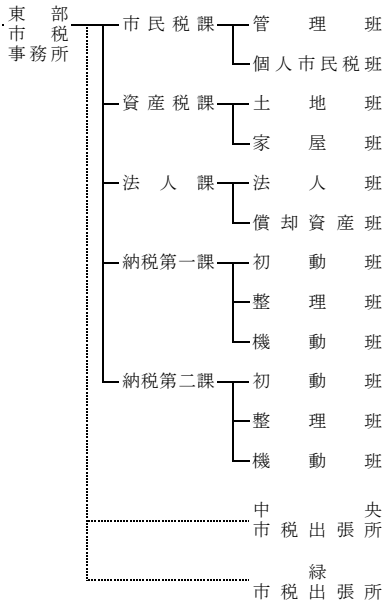 東部
市税
事務所
市民税課
管理班
個人市民税班
資産税課
土地班
家屋班
法人課
法人班
償却資産班
納税第一課
初動班
整理班
機動班
納税第二課
初動班
整理班
機動班
中央
市税出張所
緑
市税出張所